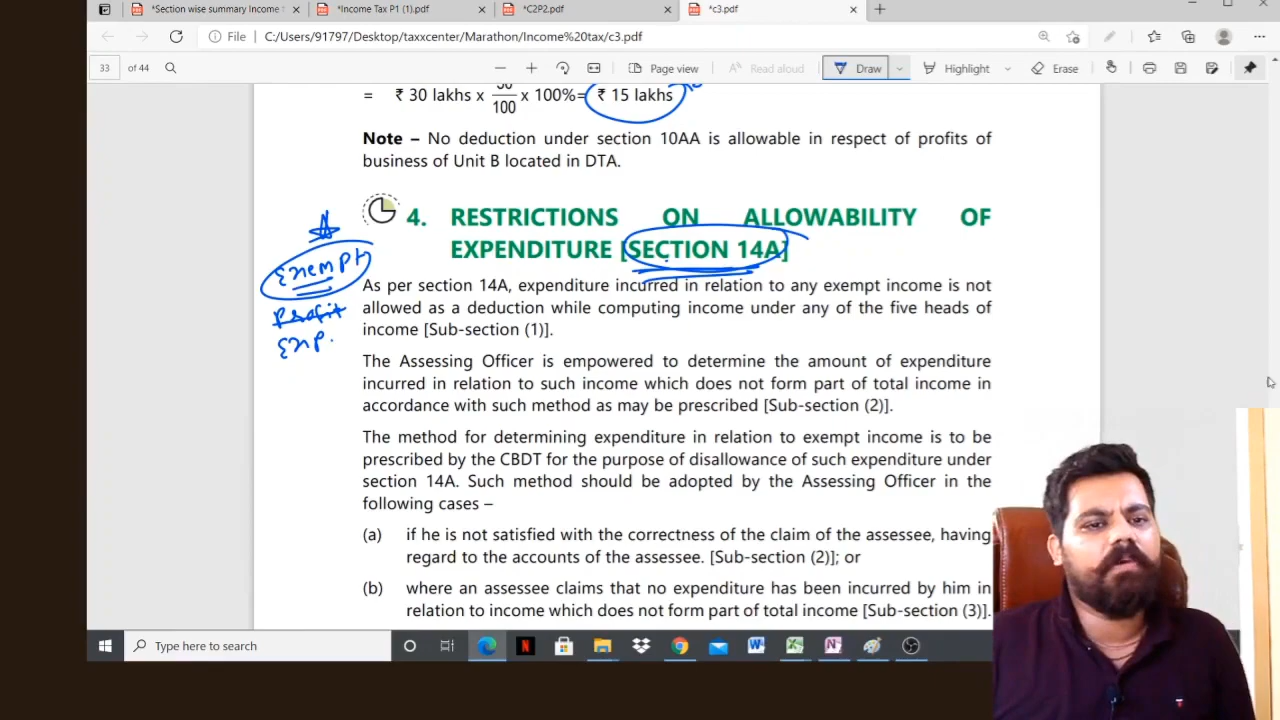 *Section wise summary Income
*Income Tax P1 (1).pdf
*C2P2.pdf
*c3.pdf
File C:/Users/91797/Desktop/taxxcenter/Marathon/Income%20tax/c3.pdf
33 of 44
Page view
Read aloud
Draw
Highlight
Erase
= ₹ 30 lakhs x /100 x 100%= ₹ 15 lakhs
Note – No deduction under section 10AA is allowable in respect of profits of
business of Unit B located in DTA.
4. RESTRICTIONS ON ALLOWABILITY OF
EXPENDITURE [SECTION 14A]
Exempt
Profit
Exp.
As per section 14A, expenditure incurred in relation to any exempt income is not
allowed as a deduction while computing income under any of the five heads of
income [Sub-section (1)].
The Assessing Officer is empowered to determine the amount of expenditure
incurred in relation to such income which does not form part of total income in
accordance with such method as may be prescribed [Sub-section (2)].
The method for determining expenditure in relation to exempt income is to be
prescribed by the CBDT for the purpose of disallowance of such expenditure under
section 14A. Such method should be adopted by the Assessing Officer in the
following cases –
(a) if he is not satisfied with the correctness of the claim of the assessee, having
regard to the accounts of the assessee. [Sub-section (2)]; or
(b) where an assessee claims that no expenditure has been incurred by him in
relation to income which does not form part of total income [Sub-section (3)].
Type here to search